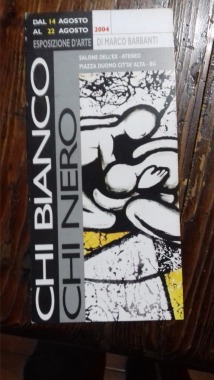 DAL 14 AGOSTO
AL 22 AGOSTO 2004
ESPOSIZIONE D'ARTE DI MARCO BARBANTI
SALONE DELL'EX - ATENEO
PIAZZA DUOMO CITTA' ALTA - BG
CHI BIANCO
CHI NERO